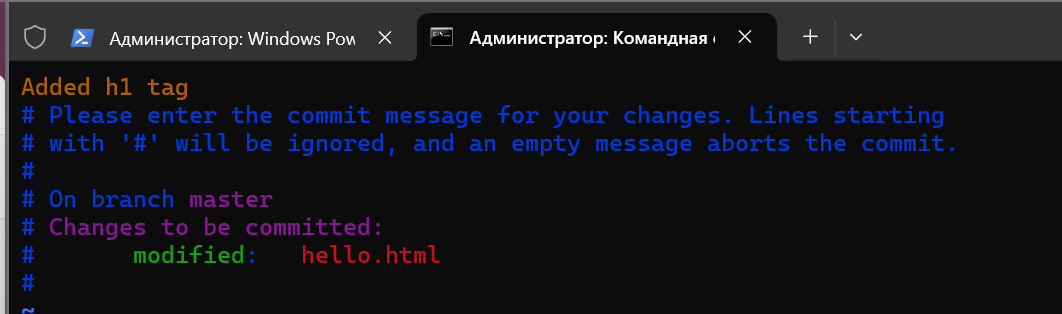 Администратор: Windows Pow
Администратор: Командная
Added h1 tag
# Please enter the commit message for your changes. Lines starting
# with '#' will be ignored, and an empty message aborts the commit.
#
# On branch master
# Changes to be committed:
#       modified:   hello.html
#
~